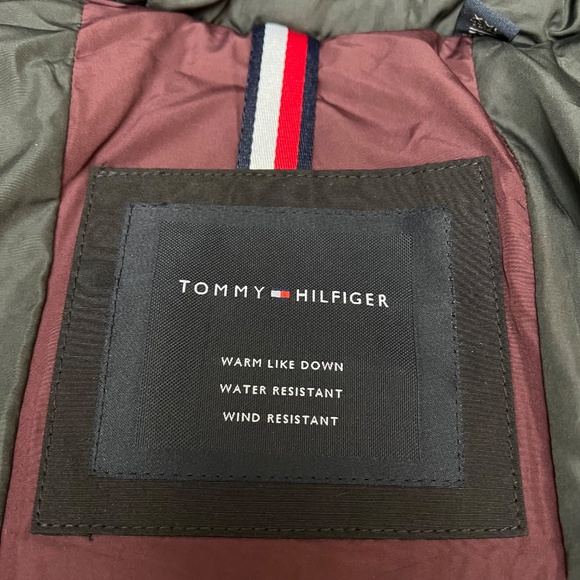 TOMMY HILFIGER
WARM LIKE DOWN
WATER RESISTANT
WIND RESISTANT